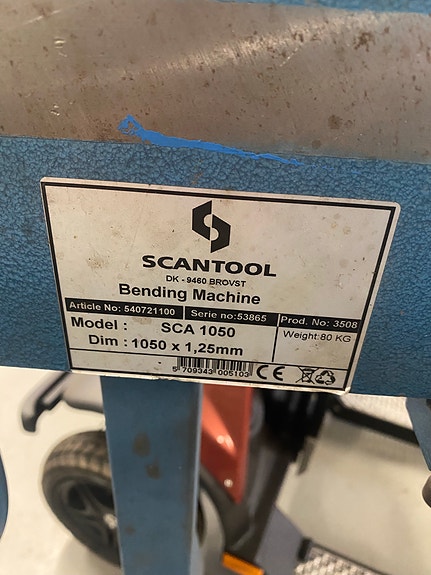 SCANTOOL
DK - 9460 BROVST
Bending Machine
Article No: 540721100 Serie no:53865 Prod. No: 3508
Model : SCA 1050 Weight:80 KG
Dim : 1050 x 1,25mm
5 709343 005103 CE